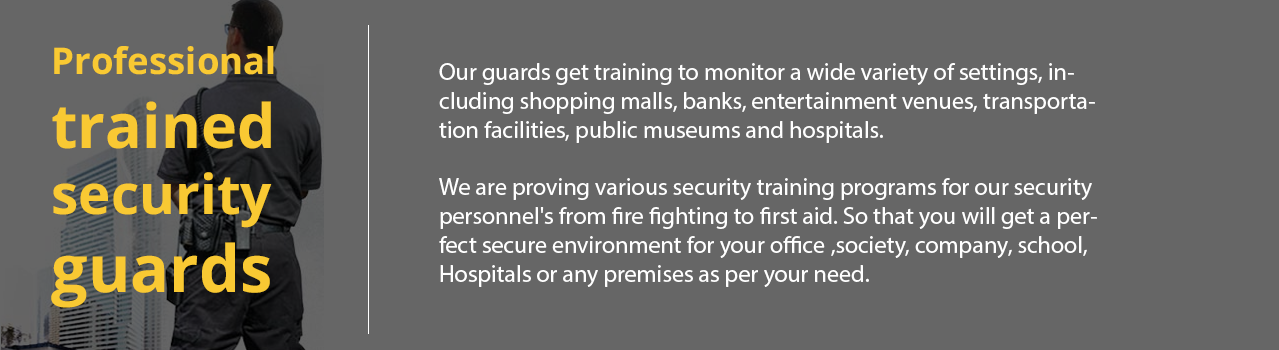 Professional
trained
security
guards
Our guards get training to monitor a wide variety of settings, in-
cluding shopping malls, banks, entertainment venues, transporta-
tion facilities, public museums and hospitals.
We are proving various security training programs for our security
personnel's from fire fighting to first aid. So that you will get a per-
fect secure environment for your office ,society, company, school,
Hospitals or any premises as per your need.